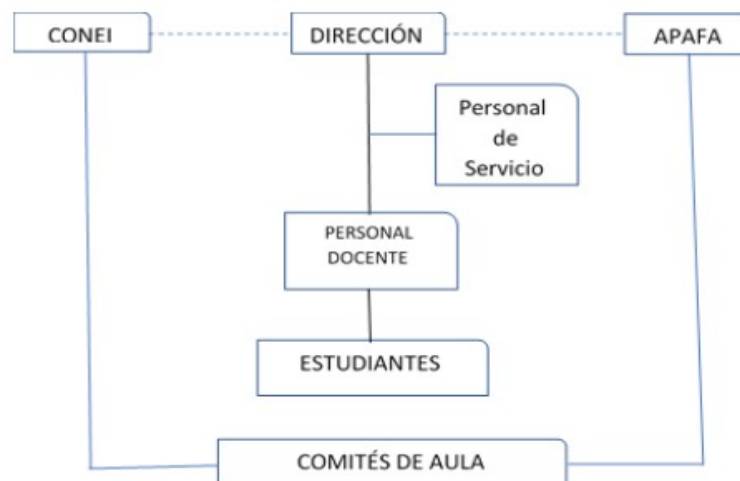 CONEI
DIRECCIÓN
APAFA
Personal
de
Servicio
PERSONAL
DOCENTE
ESTUDIANTES
COMITÉS DE AULA